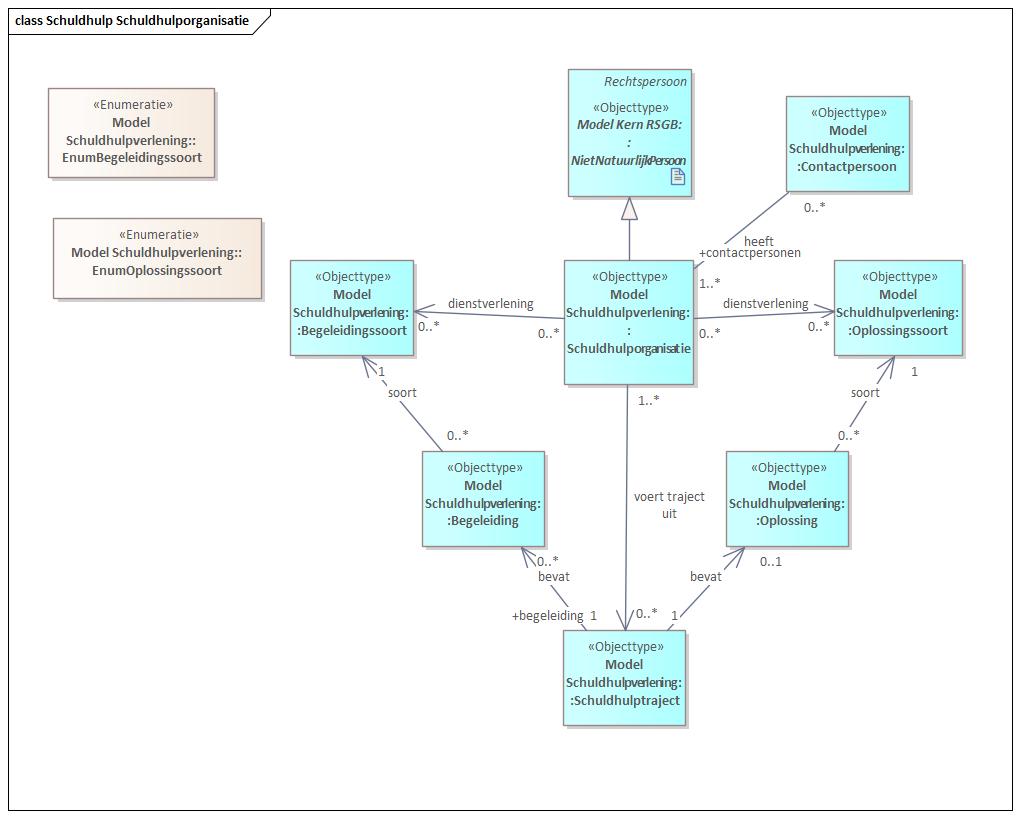 class Schuldhulp Schuldhulporganisatie
«Enumeratie»
Model
Schuldhulpverlening::
EnumBegeleidingssoort
«Enumeratie»
Model Schuldhulpverlening::
EnumOplossingssoort
Rechtspersoon
«Objecttype»
Model Kern RSGB:
:
NietNatuurlijkPersoon
«Objecttype»
Model
Schuldhulpverlening:
:Contactpersoon
0..*
heeft
+contactpersonen
1..*
«Objecttype»
Model
Schuldhulpverlening:
:Begeleidingssoort
dienstverlening
0..*
0..*
«Objecttype»
Model
Schuldhulpverlening:
:
Schuldhulporganisatie
dienstverlening
0..*
0..*
«Objecttype»
Model
Schuldhulpverlening:
:Oplossingssoort
1
soort
0..*
1..*
1
soort
0..*
«Objecttype»
Model
Schuldhulpverlening:
:Begeleiding
voert traject
uit
«Objecttype»
Model
Schuldhulpverlening:
:Oplossing
0..*
bevat
+begeleiding 1
0..*
0..1
bevat
1
«Objecttype»
Model
Schuldhulpverlening:
:Schuldhulptraject